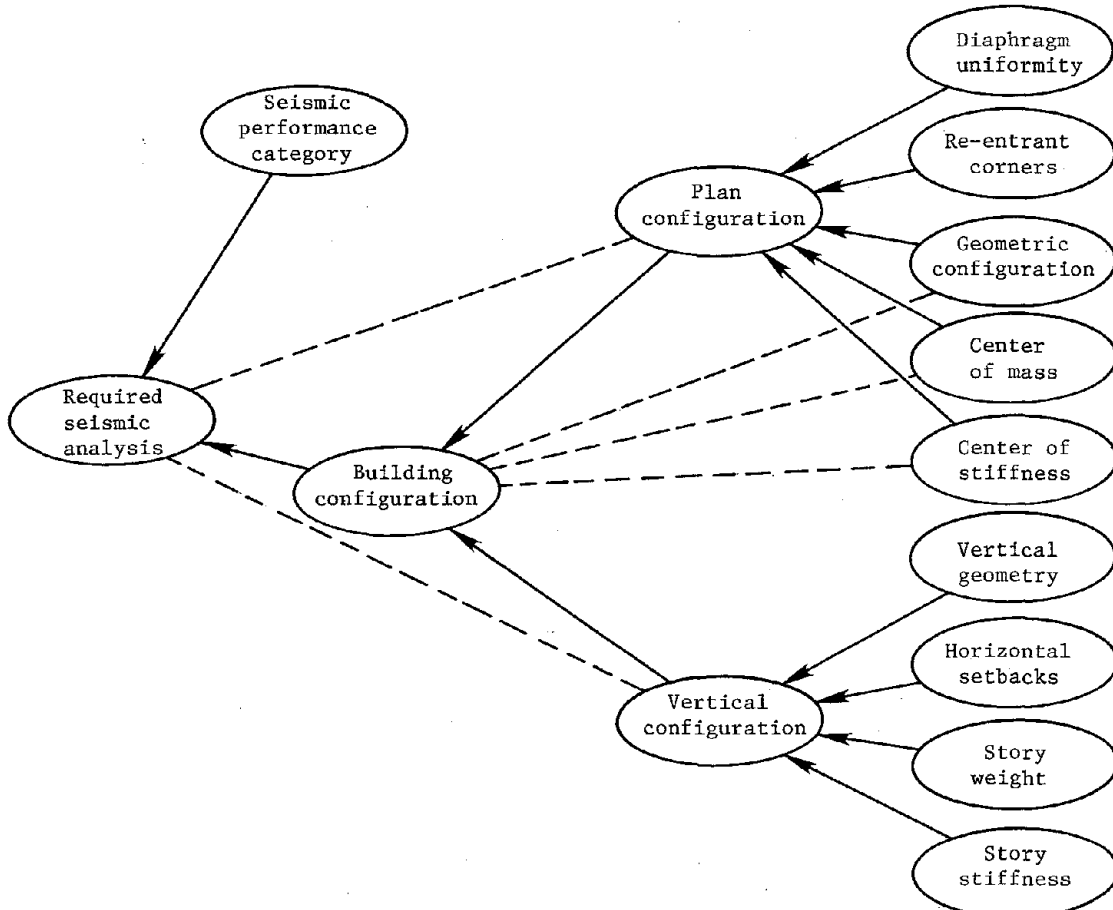 Diaphragm
uniformity
Seismic
performance
category
Re-entrant
corners
Plan
configuration
Geometric
configuration
Center
of mass
Required
seismic
analysis
Building
configuration
Center of
stiffness
Vertical
geometry
Horizontal
setbacks
Vertical
configuration
Story
weight
Story
stiffness